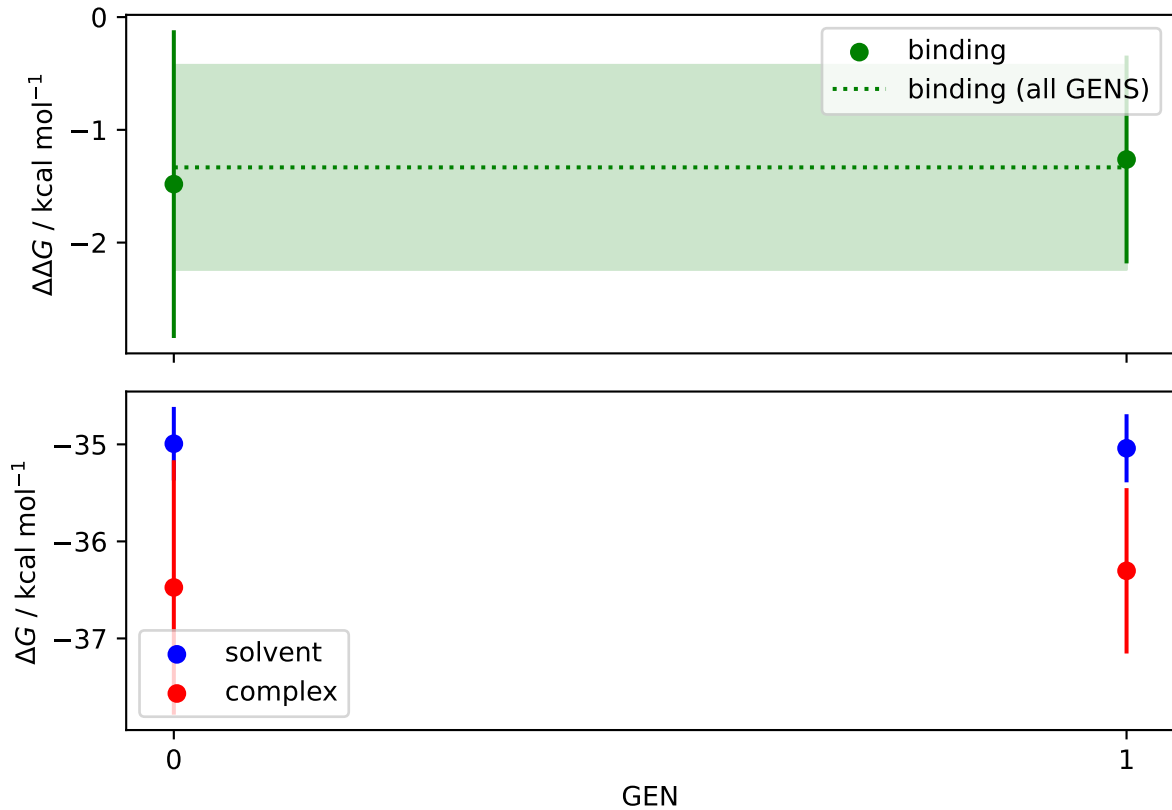 0
−1
−2
ΔΔG / kcal mol⁻¹
binding
binding (all GENS)
−35
−36
−37
ΔG / kcal mol⁻¹
solvent
complex
0
1
GEN